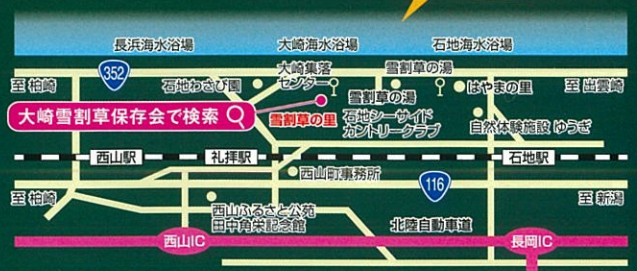 長浜海水浴場
大崎海水浴場
石地海水浴場
至 柏崎
352
石地わさび園
大崎集落
センター
雪割草の湯
雪割草の湯
はやまの里
至 出雲崎
大崎雪割草保存会で検索
雪割草の里
石地シーサイド
カントリークラブ
自然体験施設 ゆうぎ
西山駅
礼拝駅
石地駅
西山町事務所
116
至 柏崎
至 新潟
西山ふるさと公苑
田中角栄記念館
北陸自動車道
西山IC
長岡IC